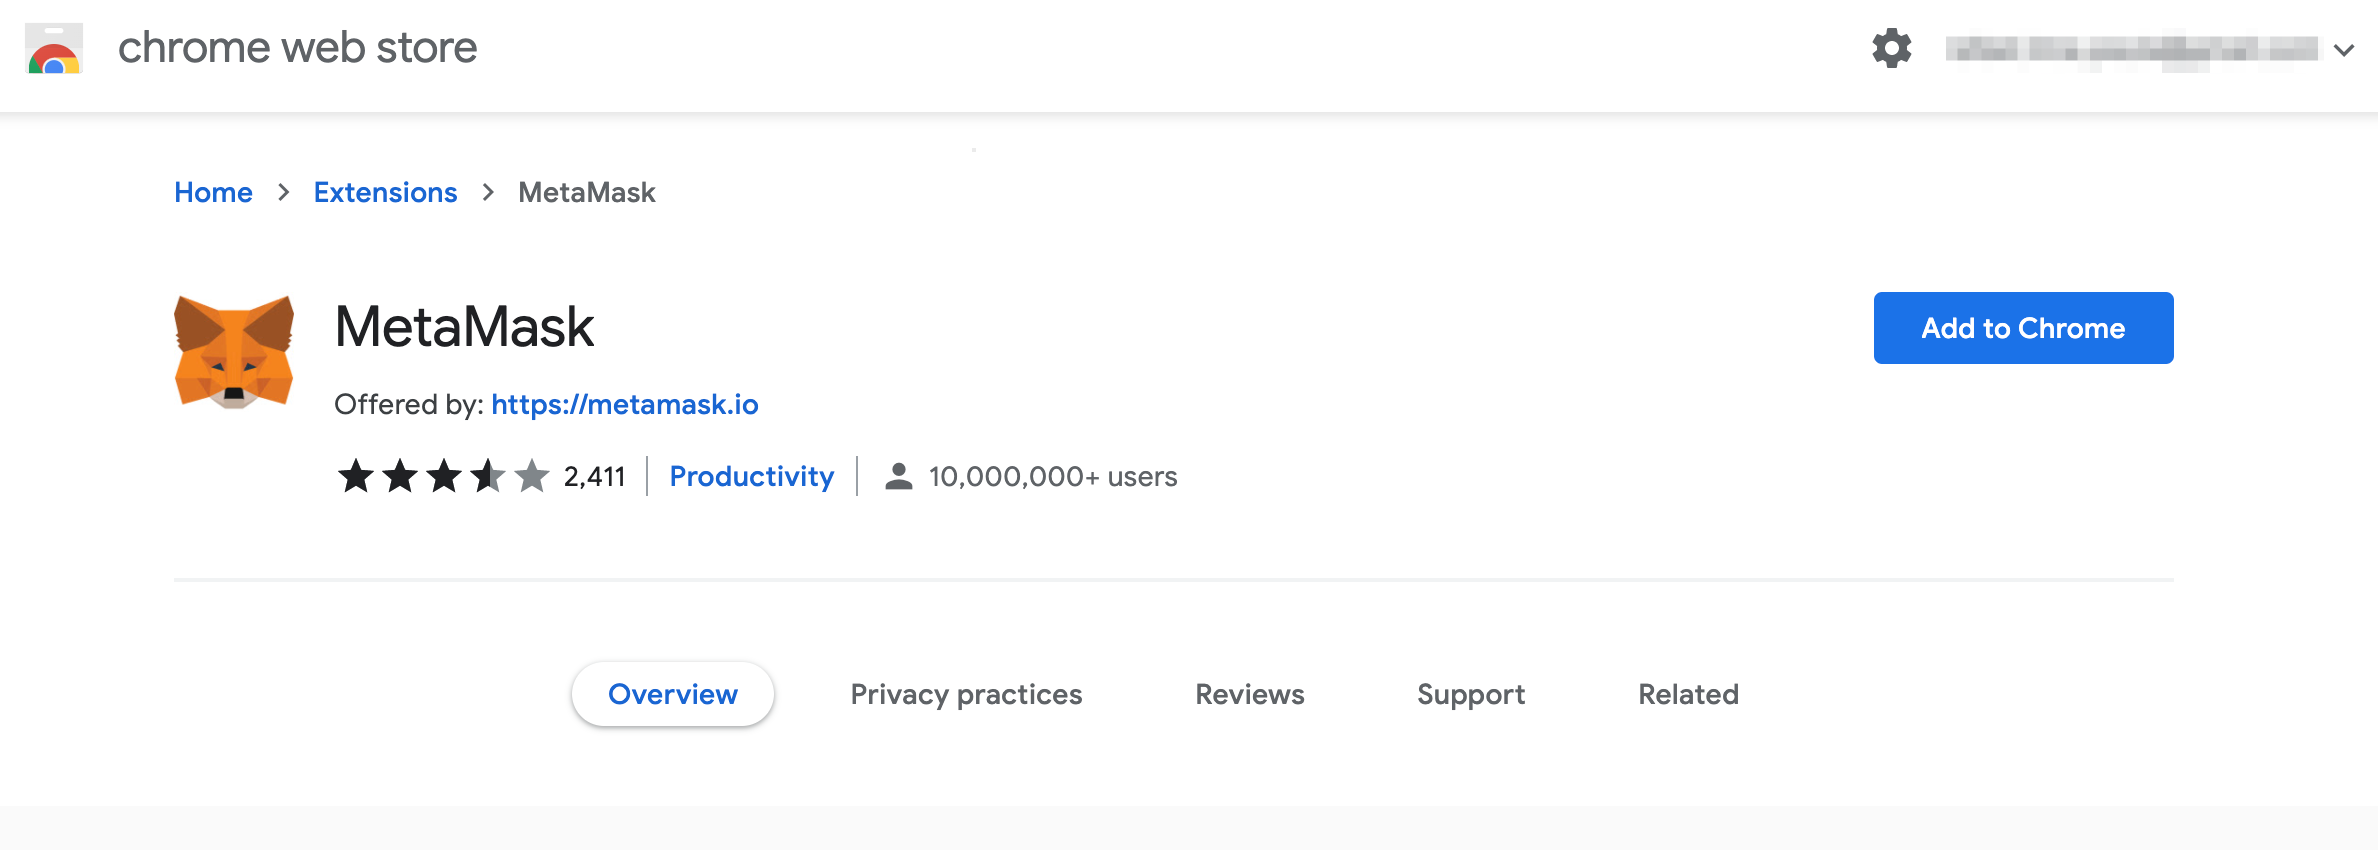 chrome web store
Home > Extensions > MetaMask
MetaMask
Add to Chrome
Offered by: https://metamask.io
2,411 Productivity 10,000,000+ users
Overview Privacy practices Reviews Support Related